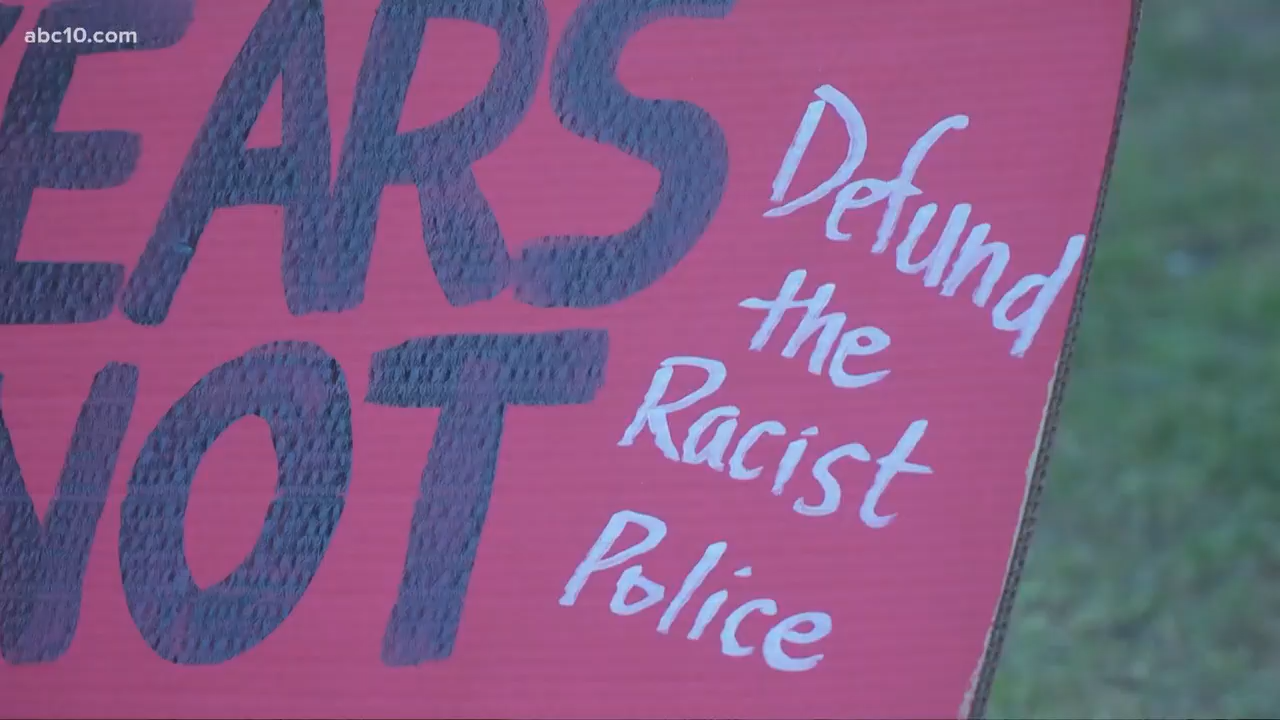 abc10.com
EARS
NOT
Defund
the
Racist
Police